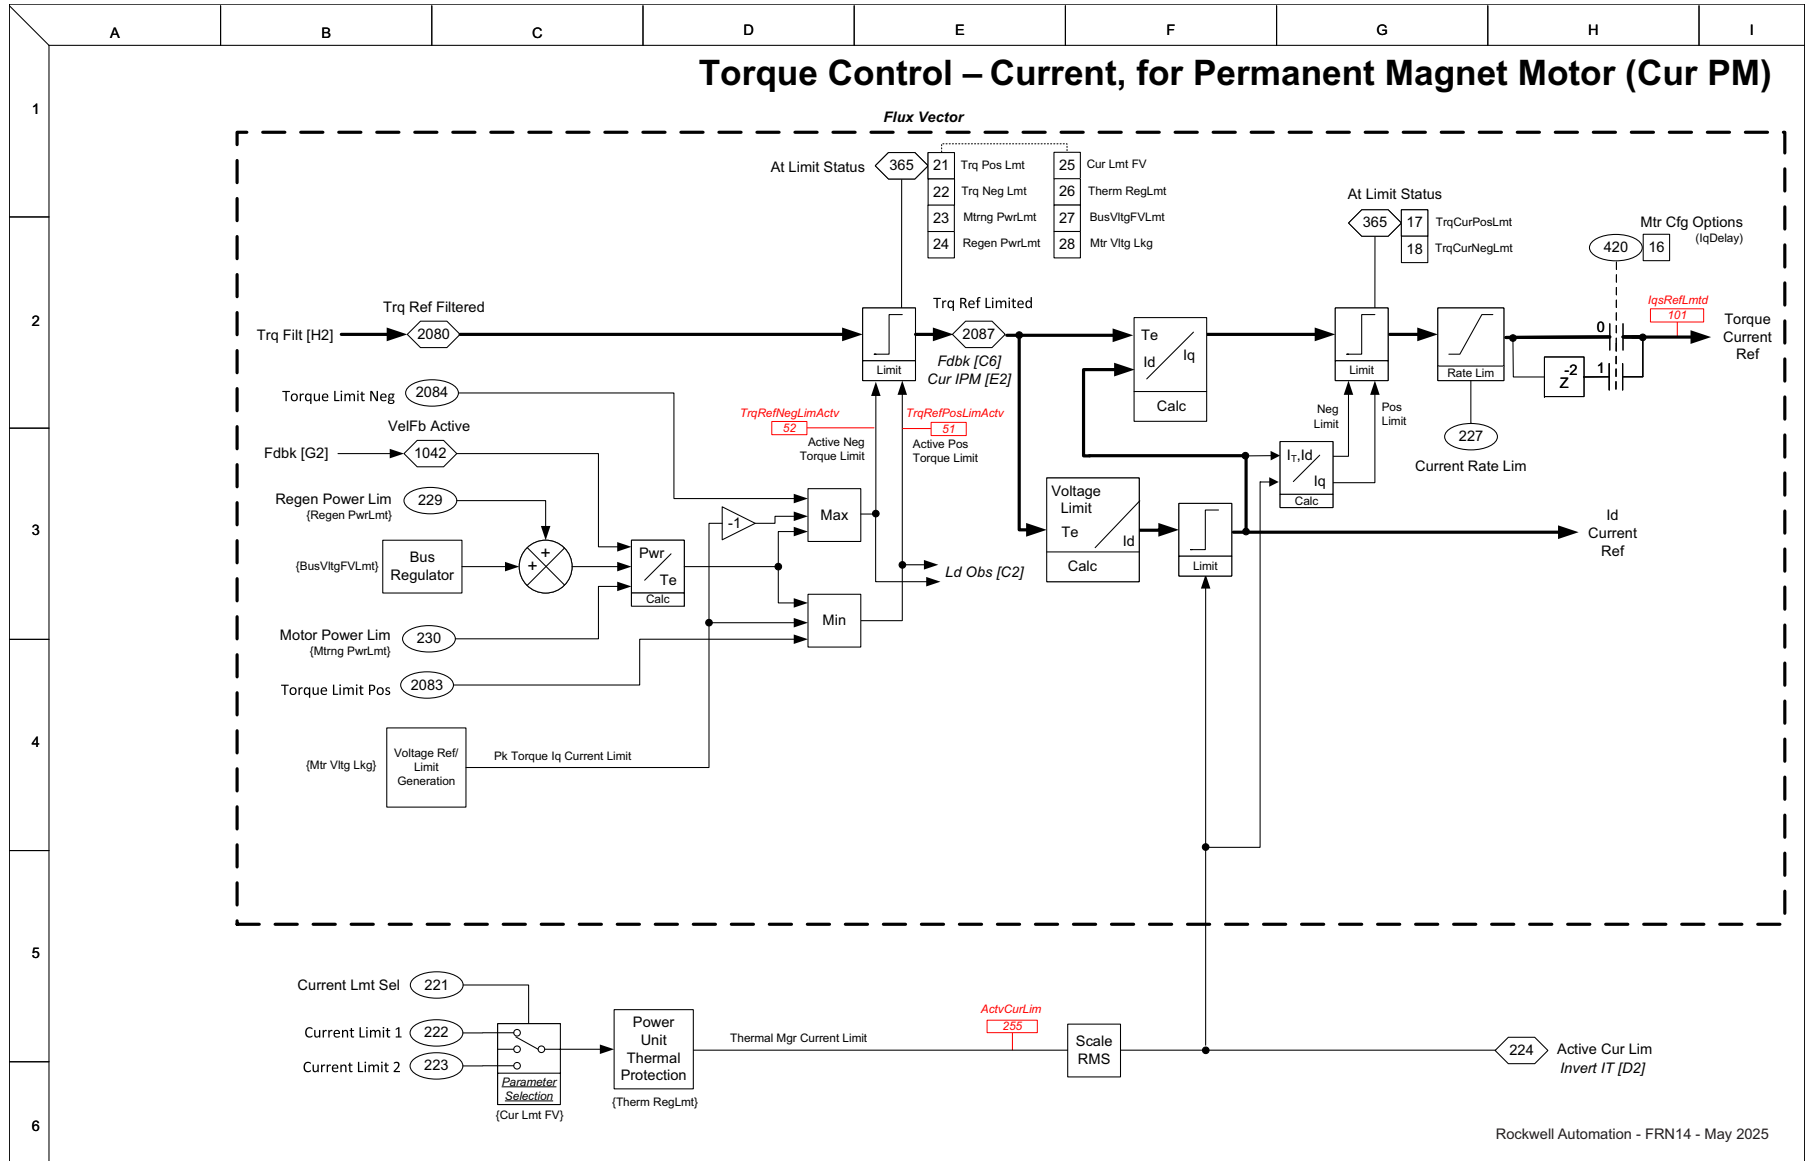 A B C D E F G H I
1
Torque Control – Current, for Permanent Magnet Motor (Cur PM)
Flux Vector
At Limit Status 365 21 Trq Pos Lmt 25 Cur Lmt FV
22 Trq Neg Lmt 26 Therm RegLmt
23 Mtrng PwrLmt 27 BusVltgFVLmt
24 Regen PwrLmt 28 Mtr Vltg Lkg
At Limit Status
365 17 TrqCurPosLmt
18 TrqCurNegLmt
Mtr Cfg Options
(IqDelay)
420 16
2
Trq Filt [H2]
Trq Ref Filtered
2080
Limit
Trq Ref Limited
2087
Fdbk [C6]
Cur IPM [E2]
Te
Id
Iq
Calc
Limit
Rate Lim
0
1
Z
-2
IqsRefLmtd
101
Torque
Current
Ref
Torque Limit Neg 2084
TrqRefNegLimActv
52
Active Neg
Torque Limit
TrqRefPosLimActv
51
Active Pos
Torque Limit
Neg
Limit
Pos
Limit
227
Current Rate Lim
3
VelFb Active
Fdbk [G2] 1042
Regen Power Lim 229
{Regen PwrLmt}
{BusVltgFVLmt}
Bus
Regulator
+
+
Pwr
Te
Calc
-1
Max
Min
Ld Obs [C2]
Voltage
Limit
Te
Id
Calc
Limit
IT,Id
Iq
Calc
Id
Current
Ref
Motor Power Lim 230
{Mtrng PwrLmt}
Torque Limit Pos 2083
4
{Mtr Vltg Lkg}
Voltage Ref/
Limit
Generation
Pk Torque Iq Current Limit
5
Current Lmt Sel 221
Current Limit 1 222
Current Limit 2 223
Parameter
Selection
{Cur Lmt FV}
Power
Unit
Thermal
Protection
{Therm RegLmt}
Thermal Mgr Current Limit
ActvCurLim
255
Scale
RMS
224 Active Cur Lim
Invert IT [D2]
6
Rockwell Automation - FRN14 - May 2025